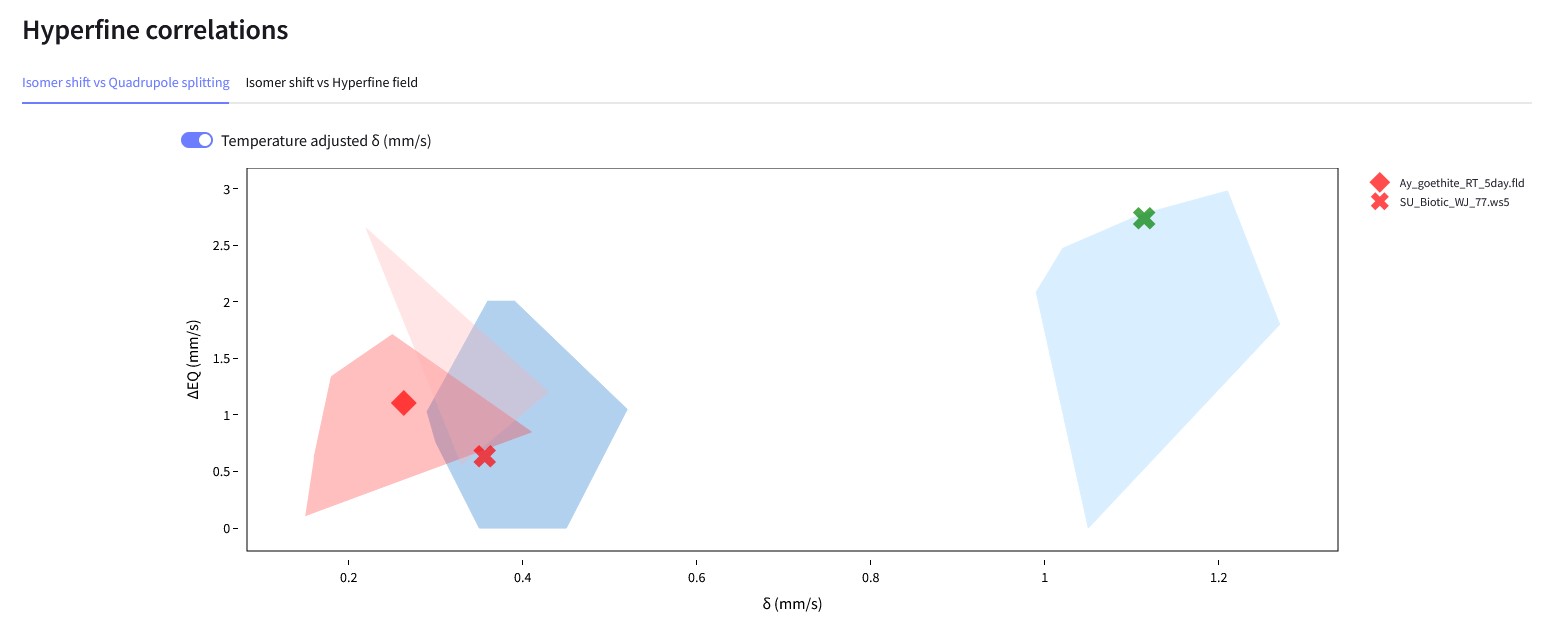 Hyperfine correlations
Isomer shift vs Quadrupole splitting
Isomer shift vs Hyperfine field
Temperature adjusted δ (mm/s)
3
2.5
2
1.5
1
0.5
0
ΔEQ (mm/s)
0.2
0.4
0.6
0.8
1
1.2
δ (mm/s)
Ay_goethite_RT_5day.fld
SU_Biotic_WJ_77.ws5